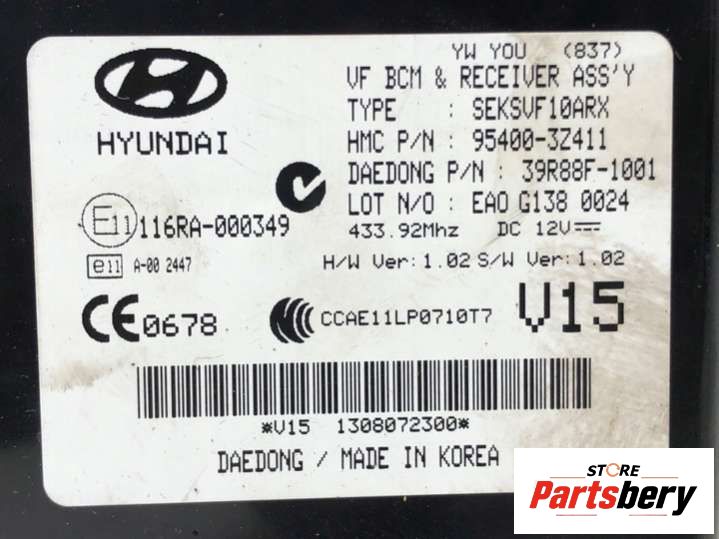 YW YOU (837)
VF BCM & RECEIVER ASS'Y
TYPE : SEKSVF10ARX
HYUNDAI
HMC P/N : 95400-3Z411
DAEDONG P/N : 39R88F-1001
LOT N/O : EAO G138 0024
E11 116RA-000349
433.92Mhz DC 12V
e11 A-00 2447
H/W Ver: 1.02 S/W Ver: 1.02
CE 0678
CCAE11LP0710T7
V15
*V15 1308072300*
DAEDONG / MADE IN KOREA
STORE
Partsbery